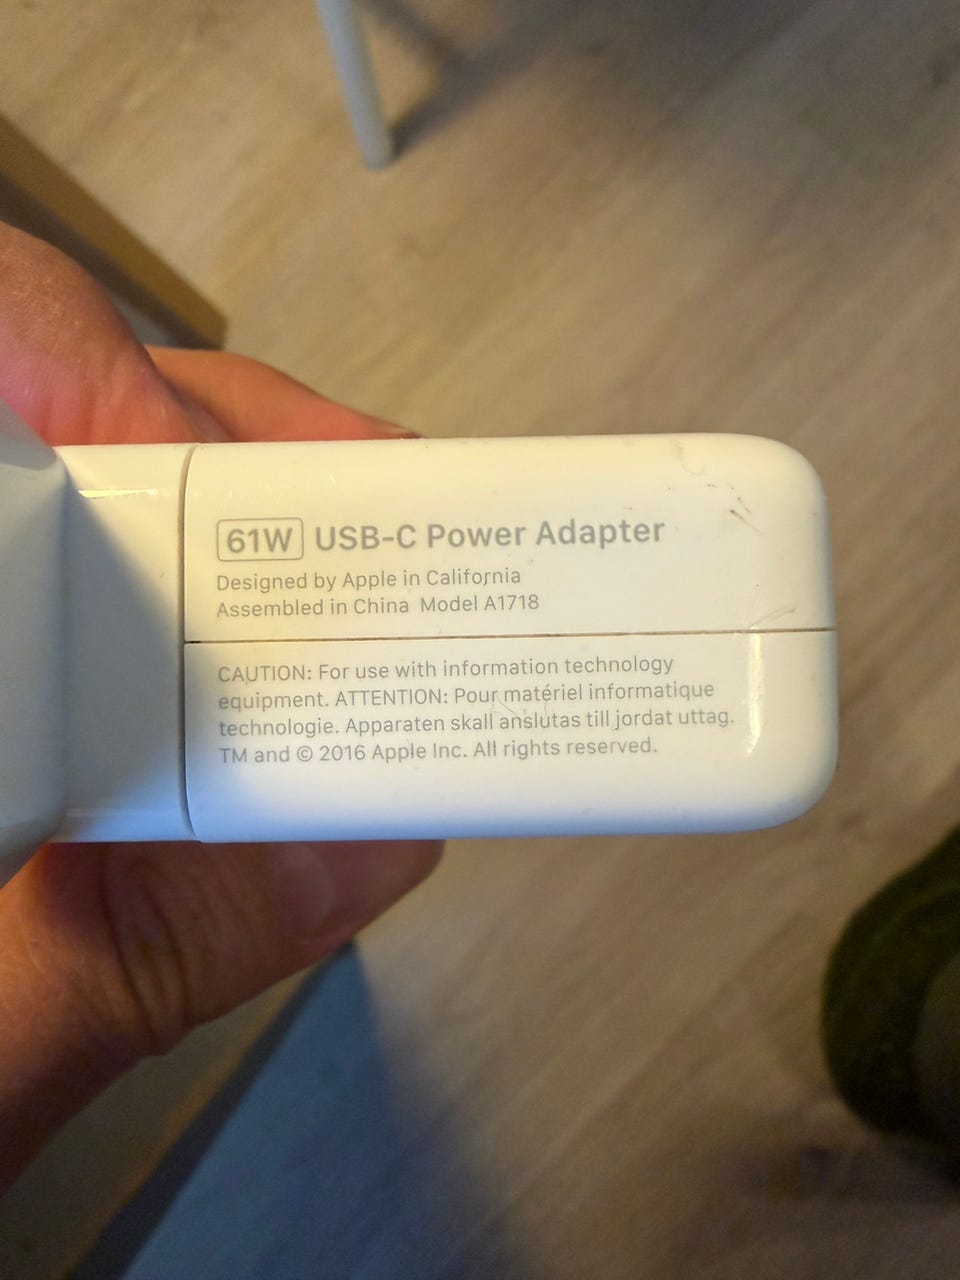 61W USB-C Power Adapter
Designed by Apple in California
Assembled in China Model A1718
CAUTION: For use with information technology
equipment. ATTENTION: Pour matériel informatique
technologie. Apparaten skall anslutas till jordat uttag.
TM and © 2016 Apple Inc. All rights reserved.